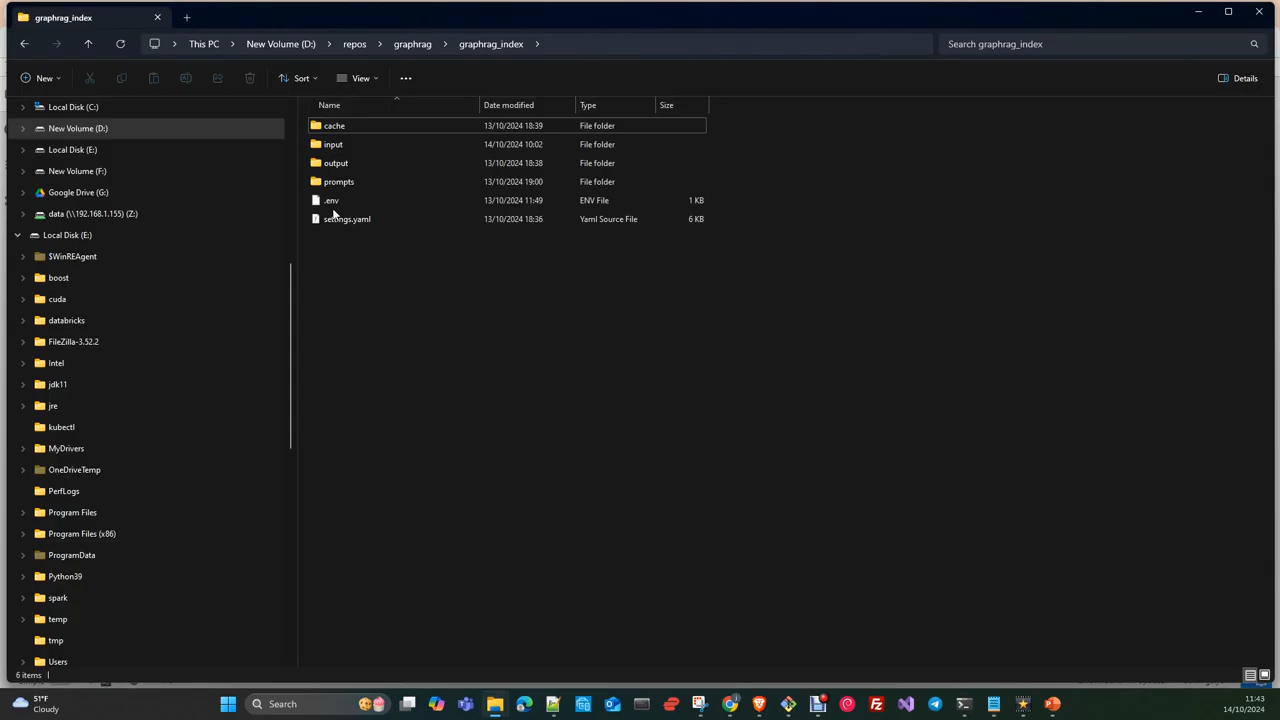 graphrag_index
This PC > New Volume (D:) > repos > graphrag > graphrag_index >
Search graphrag_index
New
Sort
View
Details
Local Disk (C:)
New Volume (D:)
Local Disk (E:)
New Volume (F:)
Google Drive (G:)
data (\\192.168.1.155) (Z:)
Local Disk (E:)
$WinREAgent
boost
cuda
databricks
FileZilla-3.52.2
Intel
jdk11
jre
kubectl
MyDrivers
OneDriveTemp
PerfLogs
Program Files
Program Files (x86)
ProgramData
Python39
spark
temp
tmp
Users
Name Date modified Type Size
cache 13/10/2024 18:39 File folder
input 14/10/2024 10:02 File folder
output 13/10/2024 18:38 File folder
prompts 13/10/2024 19:00 File folder
.env 13/10/2024 11:49 ENV File 1 KB
settings.yaml 13/10/2024 18:36 Yaml Source File 6 KB
6 items
51°F
Cloudy
Search
11:43
14/10/2024